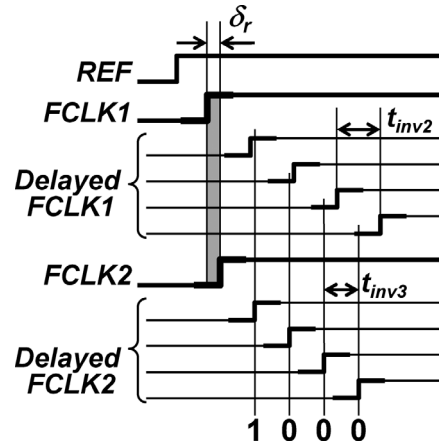 δr
REF
FCLK1
tinv2
Delayed
FCLK1
FCLK2
tinv3
Delayed
FCLK2
1 0 0 0